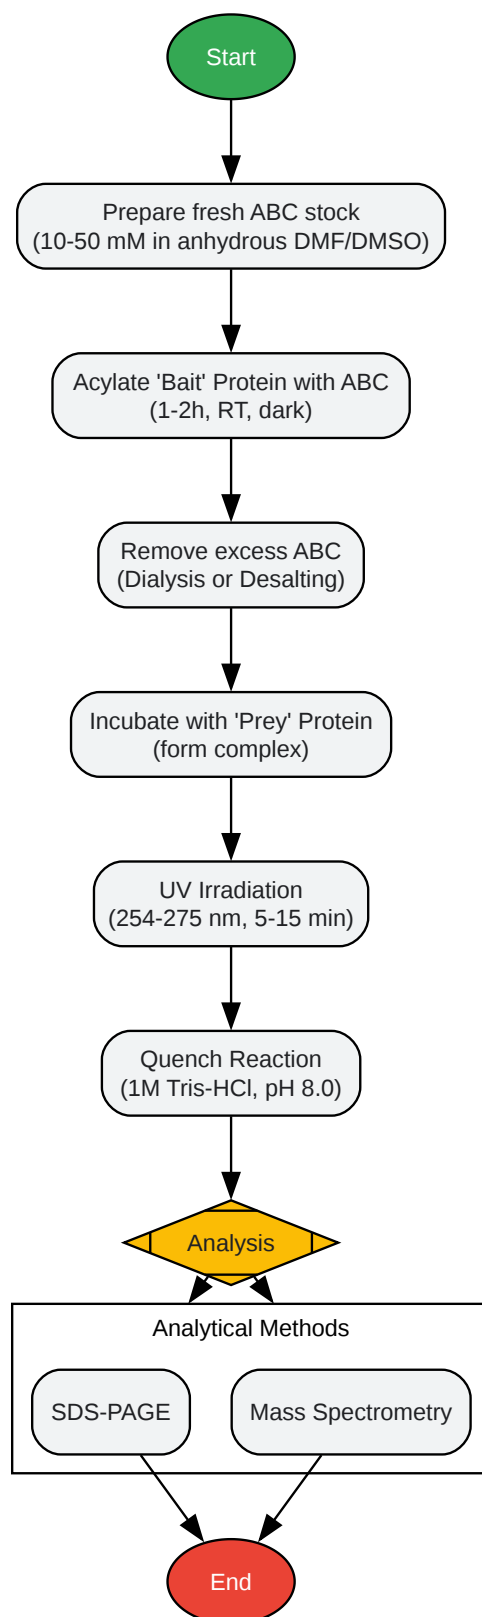 Start
Prepare fresh ABC stock
(10-50 mM in anhydrous DMF/DMSO)
Acylate 'Bait' Protein with ABC
(1-2h, RT, dark)
Remove excess ABC
(Dialysis or Desalting)
Incubate with 'Prey' Protein
(form complex)
UV Irradiation
(254-275 nm, 5-15 min)
Quench Reaction
(1M Tris-HCl, pH 8.0)
Analysis
Analytical Methods
SDS-PAGE
Mass Spectrometry
End